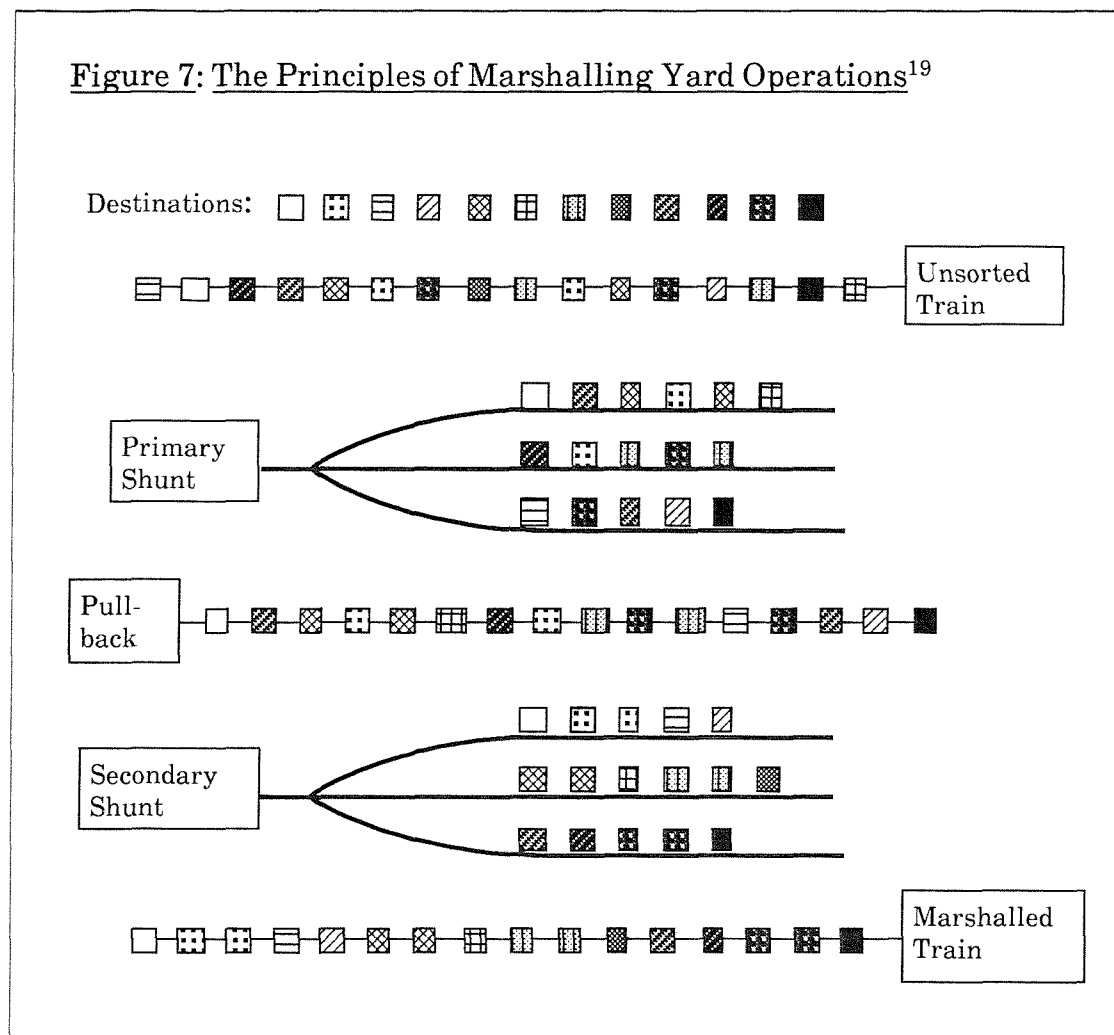 Figure 7: The Principles of Marshalling Yard Operations19
Destinations:
Unsorted
Train
Primary
Shunt
Pull-
back
Secondary
Shunt
Marshalled
Train